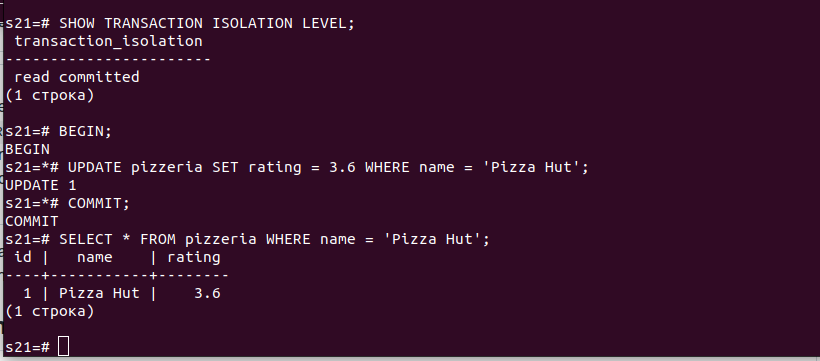 s21=# SHOW TRANSACTION ISOLATION LEVEL;
 transaction_isolation
-----------------------
 read committed
(1 строка)
s21=# BEGIN;
BEGIN
s21=*# UPDATE pizzeria SET rating = 3.6 WHERE name = 'Pizza Hut';
UPDATE 1
s21=*# COMMIT;
COMMIT
s21=# SELECT * FROM pizzeria WHERE name = 'Pizza Hut';
 id |   name    | rating
----+-----------+--------
  1 | Pizza Hut |    3.6
(1 строка)
s21=#